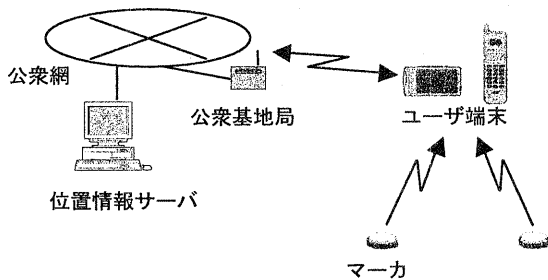 公衆網
公衆基地局
ユーザ端末
位置情報サーバ
マーカ